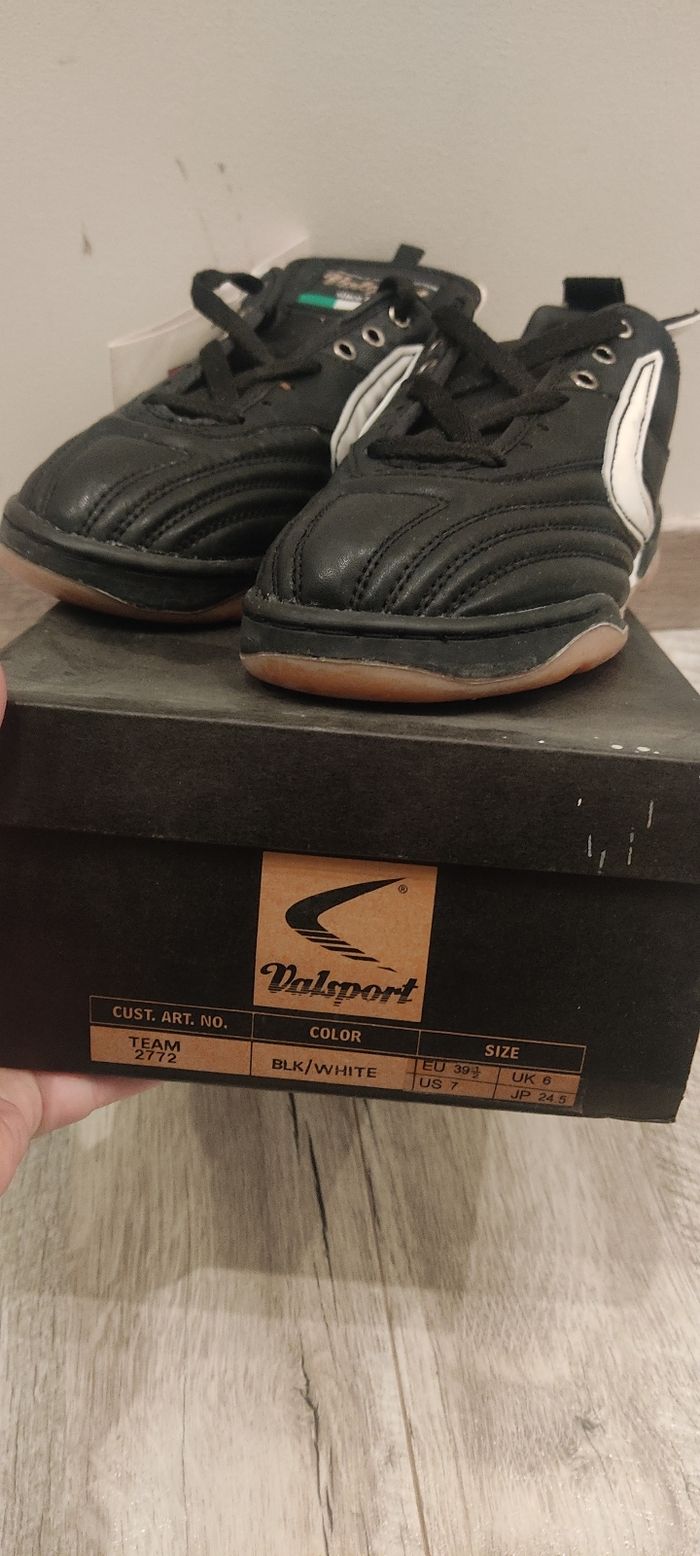 Valsport
CUST. ART. NO. COLOR SIZE
TEAM
2772
BLK/WHITE
EU 39½ UK 6
US 7 JP 24.5